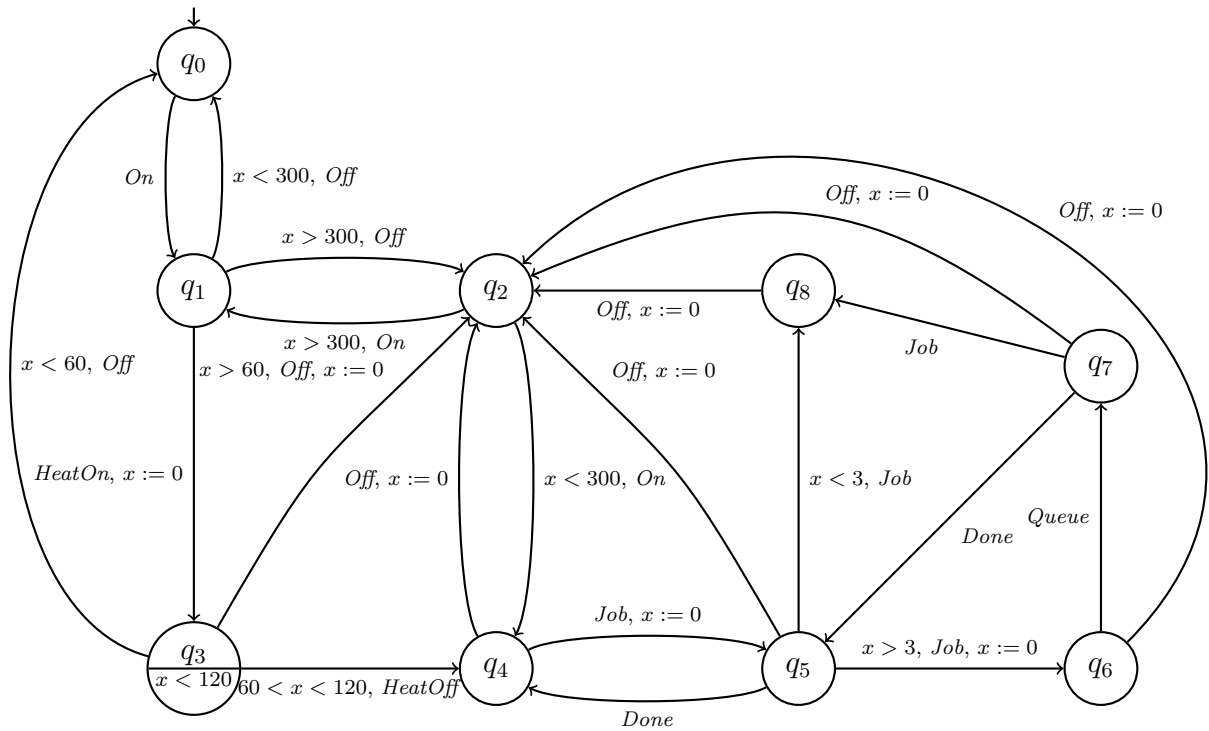 q0
On
x < 300, Off
Off, x := 0
Off, x := 0
x > 300, Off
q1
q2
q8
Off, x := 0
x > 300, On
Job
q7
x < 60, Off
x > 60, Off, x := 0
Off, x := 0
HeatOn, x := 0
Off, x := 0
x < 300, On
x < 3, Job
Queue
Done
Job, x := 0
x > 3, Job, x := 0
q3
x < 120
60 < x < 120, HeatOff
q4
q5
q6
Done